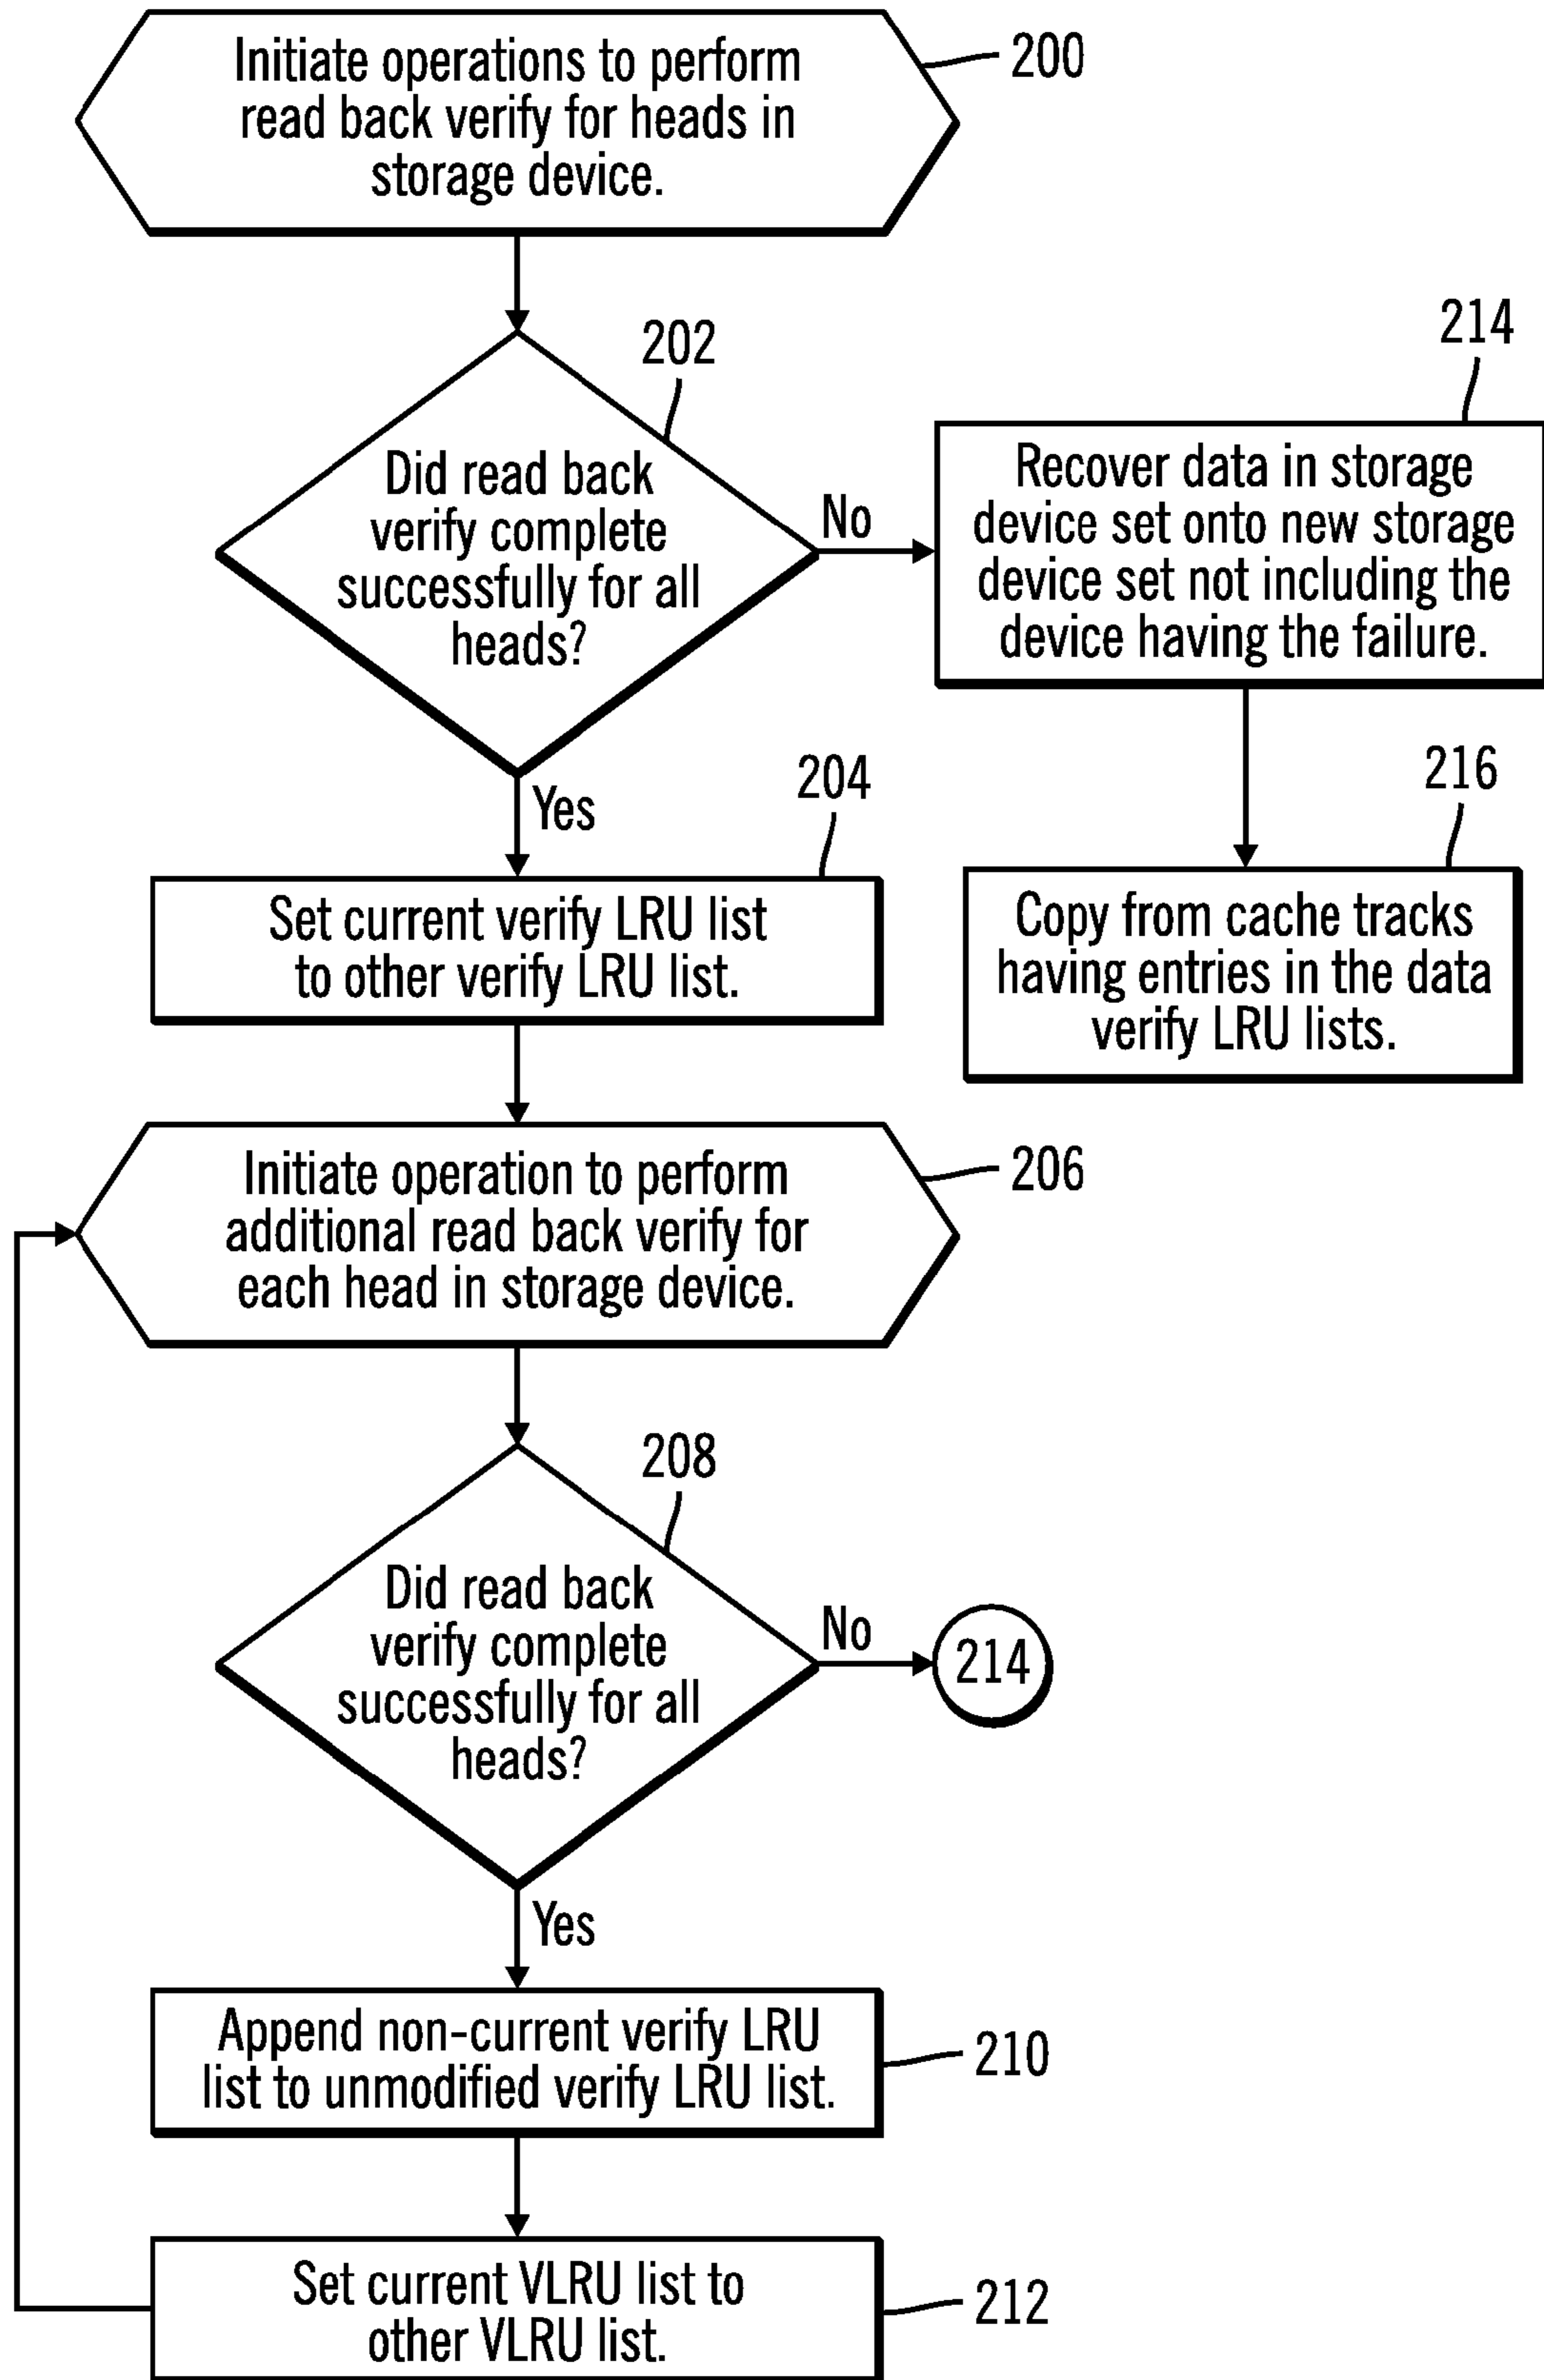 Initiate operations to perform
read back verify for heads in
storage device.
200
202
Did read back
verify complete
successfully for all
heads?
No
Yes
214
Recover data in storage
device set onto new storage
device set not including the
device having the failure.
204
Set current verify LRU list
to other verify LRU list.
216
Copy from cache tracks
having entries in the data
verify LRU lists.
Initiate operation to perform
additional read back verify for
each head in storage device.
206
208
Did read back
verify complete
successfully for all
heads?
No
214
Yes
Append non-current verify LRU
list to unmodified verify LRU list.
210
Set current VLRU list to
other VLRU list.
212